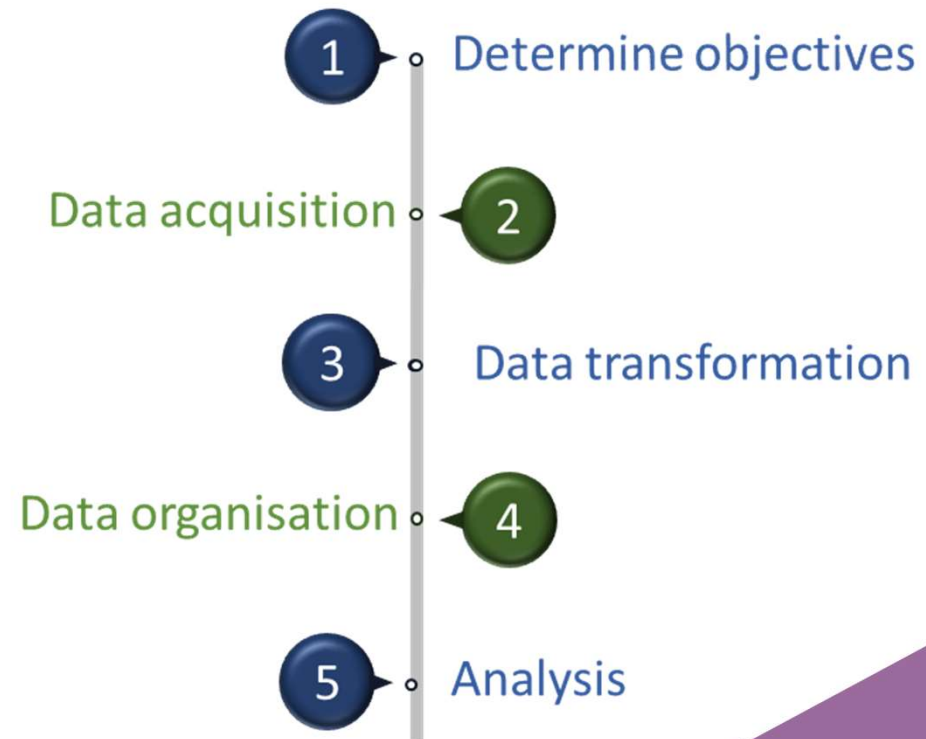 1 Determine objectives
Data acquisition 2
3 Data transformation
Data organisation 4
5 Analysis